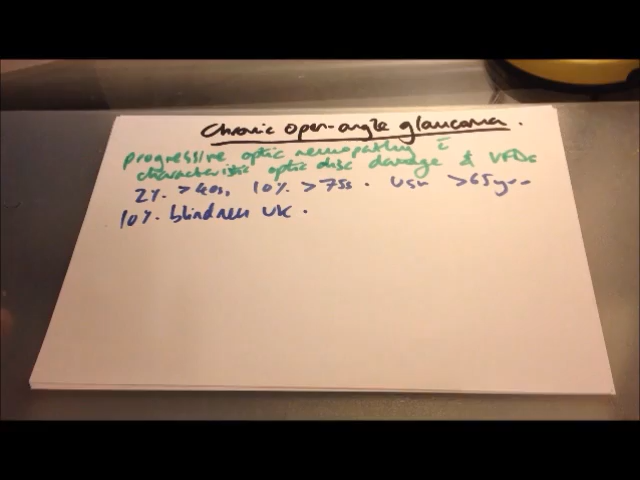 Chronic open-angle glaucoma.
progressive optic neuropathy c̄
characteristic optic disc damage & VFDs
2%. >40s, 10%. >75s. usu >65yrs
10%. blindness UK.